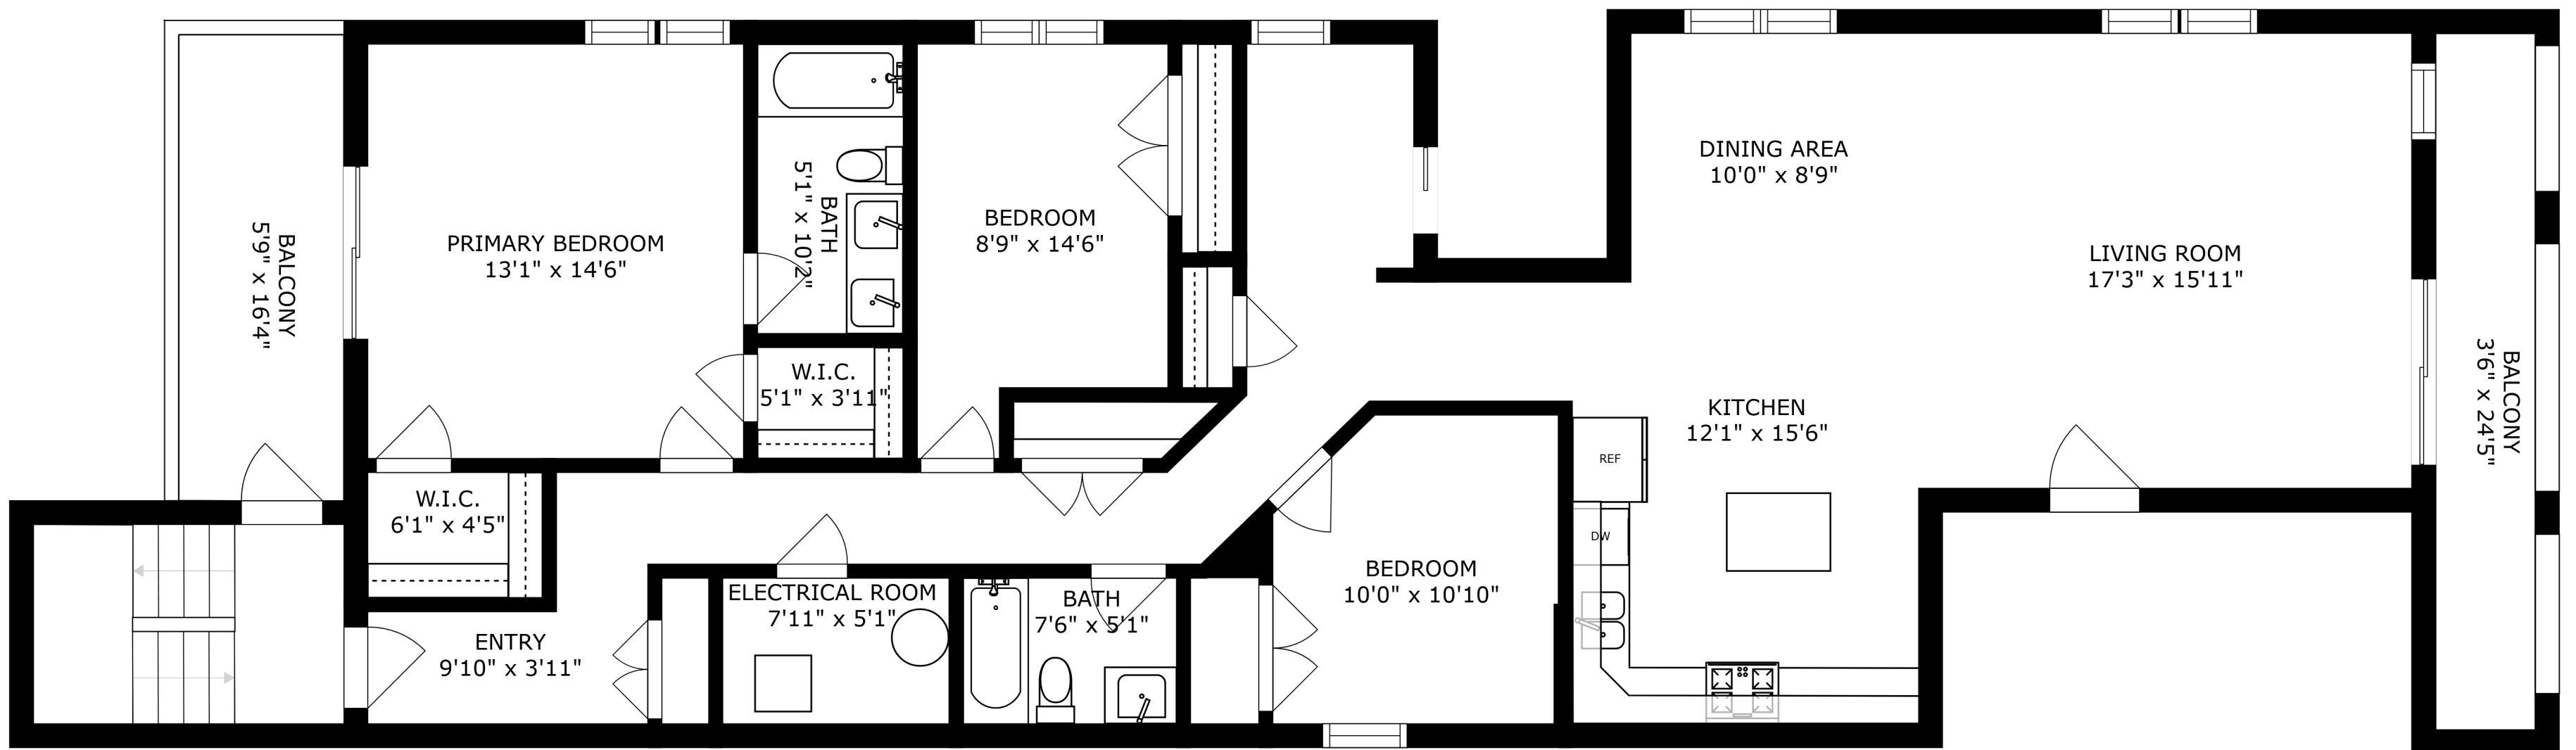 BALCONY
5'9" x 16'4"
PRIMARY BEDROOM
13'1" x 14'6"
BATH
5'1" x 10'2"
BEDROOM
8'9" x 14'6"
DINING AREA
10'0" x 8'9"
LIVING ROOM
17'3" x 15'11"
BALCONY
3'6" x 24'5"
W.I.C.
5'1" x 3'11"
KITCHEN
12'1" x 15'6"
REF
DW
W.I.C.
6'1" x 4'5"
BEDROOM
10'0" x 10'10"
ELECTRICAL ROOM
7'11" x 5'1"
BATH
7'6" x 5'1"
ENTRY
9'10" x 3'11"